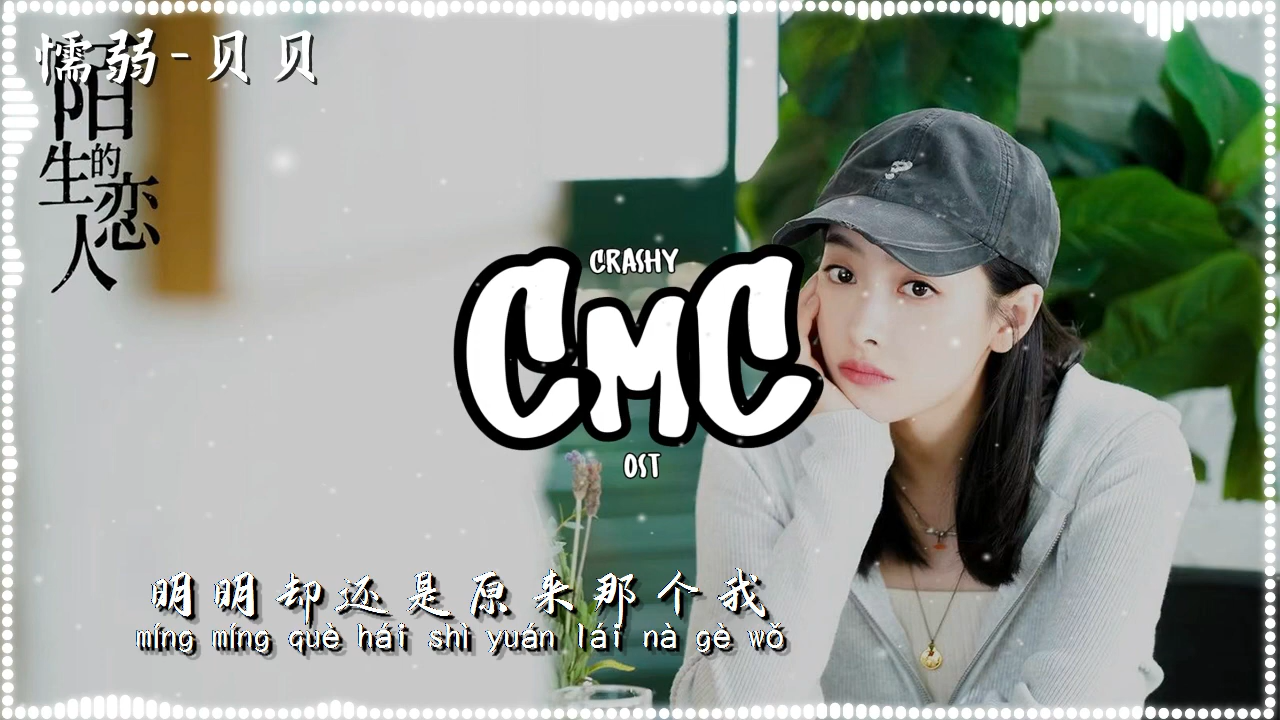 懦弱-贝贝
陌生的恋人
CRASHY
CMC
OST
明明却还是原来那个我
míng míng què hái shì yuán lái nà gè wǒ